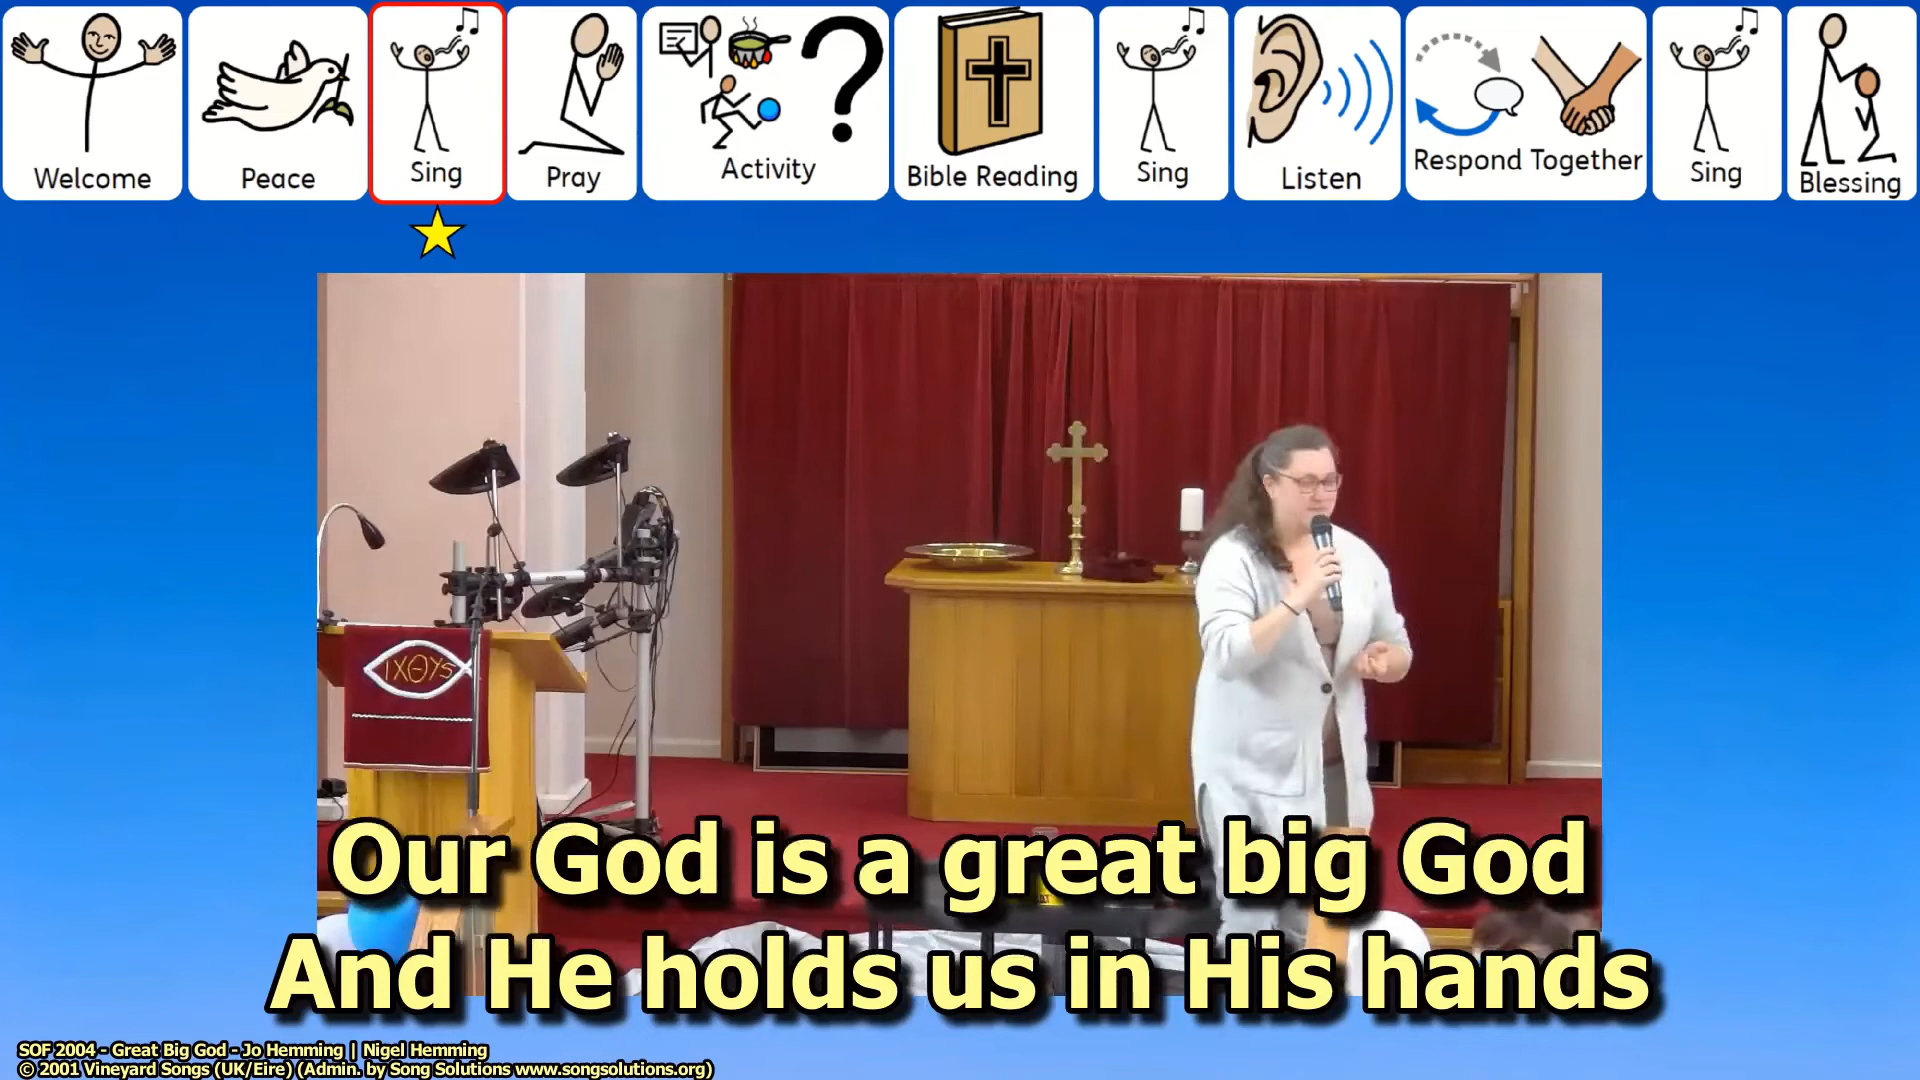 Welcome
Peace
Sing
Pray
Activity
?
Bible Reading
Sing
Listen
Respond Together
Sing
Blessing
ΙΧΘΥΣ
Our God is a great big God
And He holds us in His hands
SOF 2004 - Great Big God - Jo Hemming | Nigel Hemming
© 2001 Vineyard Songs (UK/Eire) (Admin. by Song Solutions www.songsolutions.org)